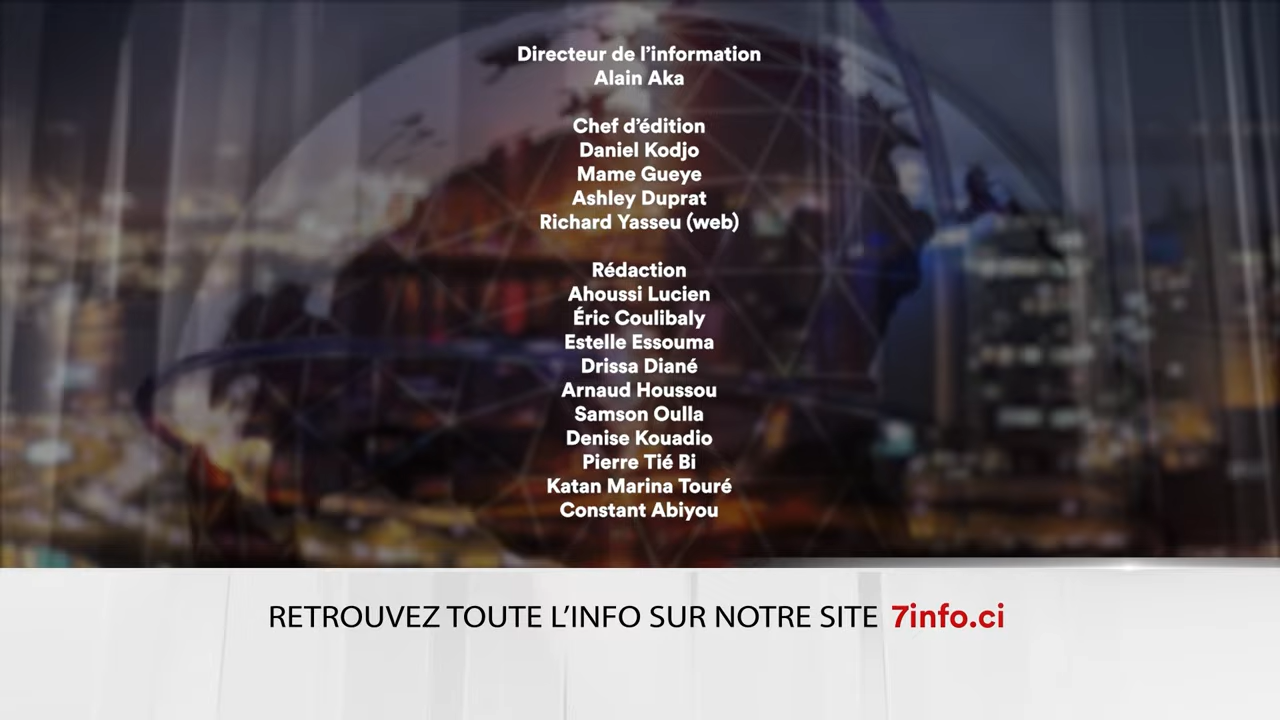 Directeur de l’information
Alain Aka
Chef d’édition
Daniel Kodjo
Mame Gueye
Ashley Duprat
Richard Yasseu (web)
Rédaction
Ahoussi Lucien
Éric Coulibaly
Estelle Essouma
Drissa Diané
Arnaud Houssou
Samson Oulla
Denise Kouadio
Pierre Tié Bi
Katan Marina Touré
Constant Abiyou
RETROUVEZ TOUTE L’INFO SUR NOTRE SITE 7info.ci